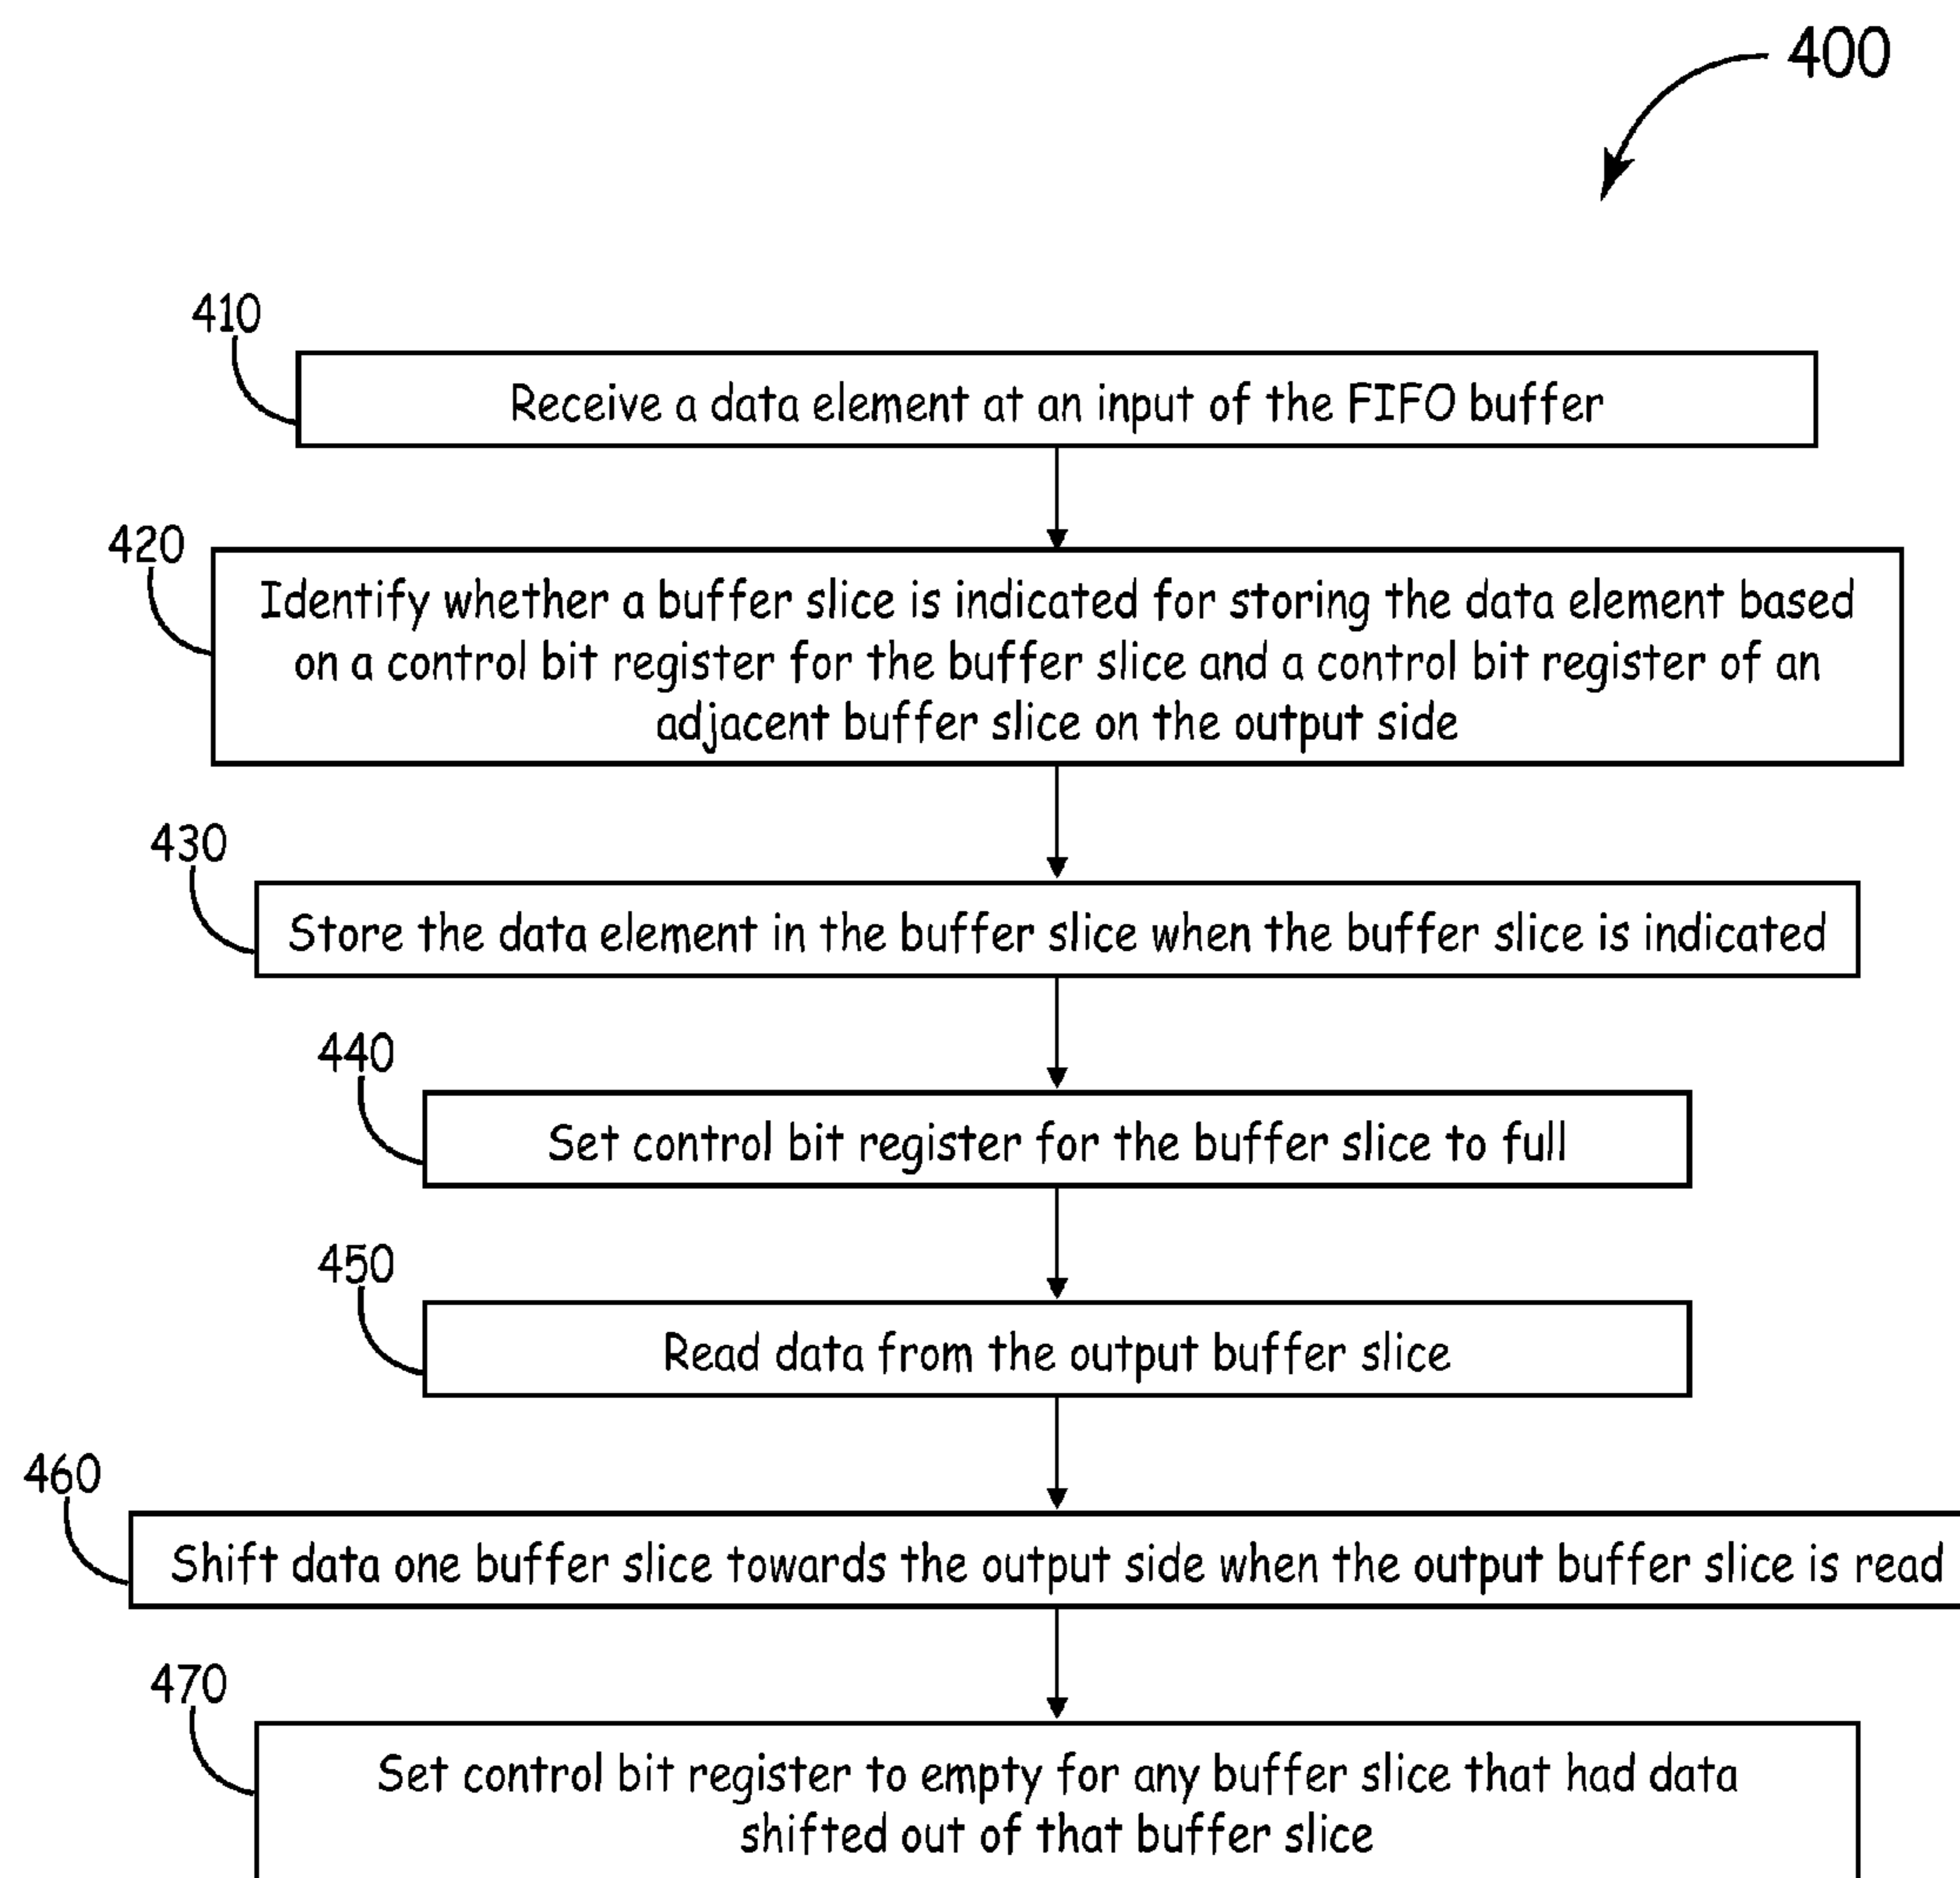 400
410
Receive a data element at an input of the FIFO buffer
420
Identify whether a buffer slice is indicated for storing the data element based
on a control bit register for the buffer slice and a control bit register of an
adjacent buffer slice on the output side
430
Store the data element in the buffer slice when the buffer slice is indicated
440
Set control bit register for the buffer slice to full
450
Read data from the output buffer slice
460
Shift data one buffer slice towards the output side when the output buffer slice is read
470
Set control bit register to empty for any buffer slice that had data
shifted out of that buffer slice